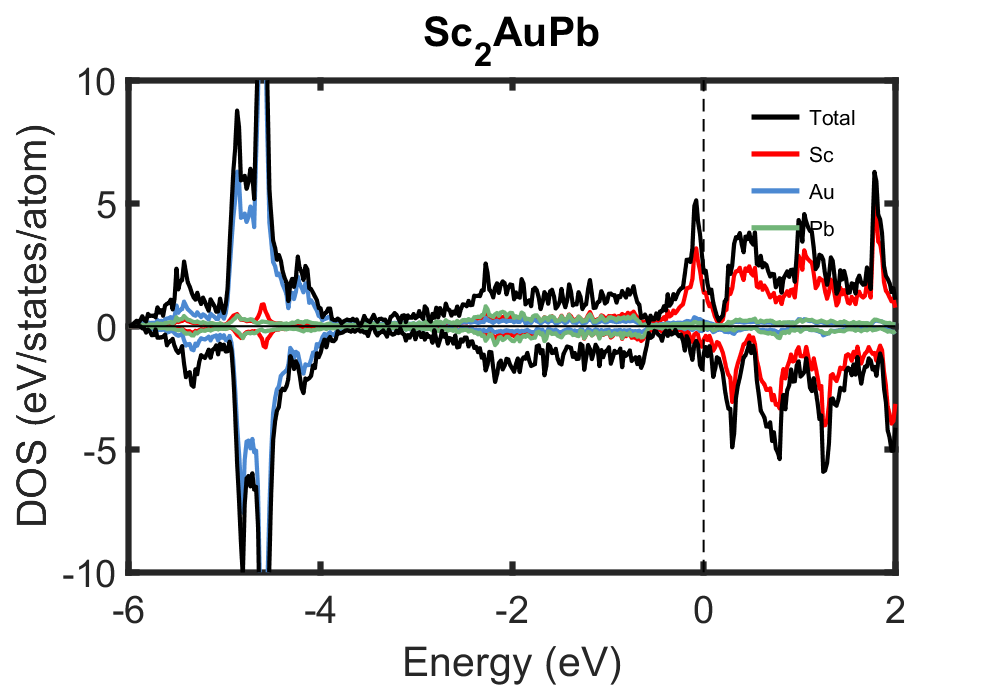 Sc₂AuPb
10
5
0
-5
-10
DOS (eV/states/atom)
Total
Sc
Au
Pb
-6
-4
-2
0
2
Energy (eV)